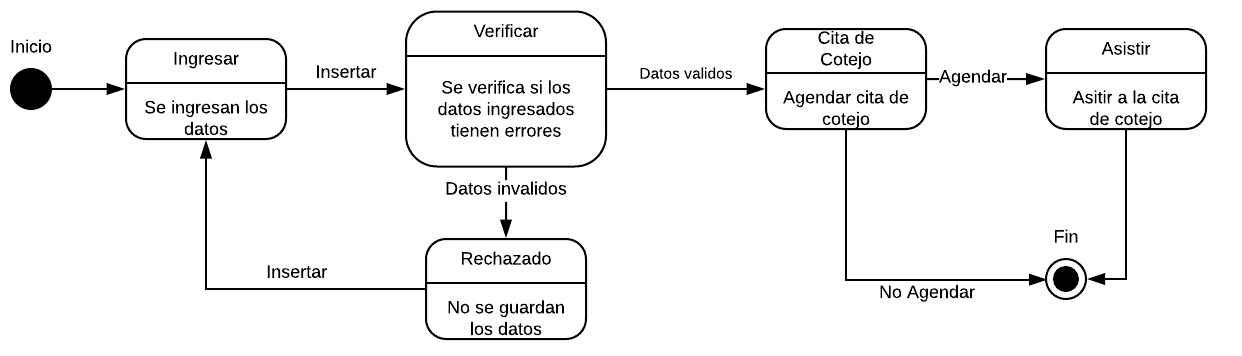 Inicio
Ingresar
Se ingresan los
datos
Insertar
Verificar
Se verifica si los
datos ingresados
tienen errores
Datos validos
Cita de
Cotejo
Agendar cita de
cotejo
Agendar
Asistir
Asitir a la cita
de cotejo
Datos invalidos
Rechazado
No se guardan
los datos
Insertar
No Agendar
Fin